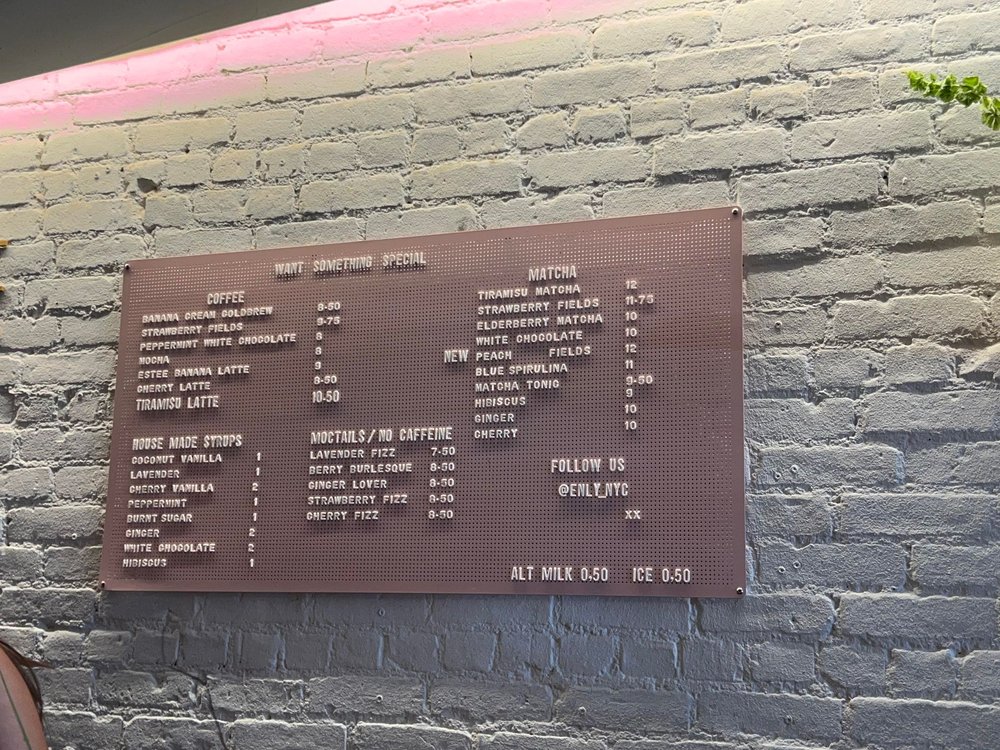 WANT SOMETHING SPECIAL
COFFEE
BANANA CREAM COLDBREW 8-50
STRAWBERRY FIELDS 9-75
PEPPERMINT WHITE CHOCOLATE 8
MOCHA 8
ESTEE BANANA LATTE 9
CHERRY LATTE 8-50
TIRAMISU LATTE 10-50
HOUSE MADE SYRUPS
COCONUT VANILLA 1
LAVENDER 1
CHERRY VANILLA 2
PEPPERMINT 1
BURNT SUGAR 1
GINGER 2
WHITE CHOCOLATE 2
HIBISCUS 1
MOCTAILS/NO CAFFEINE
LAVENDER FIZZ 7-50
BERRY BURLESQUE 8-50
GINGER LOVER 8-50
STRAWBERRY FIZZ 8-50
CHERRY FIZZ 8-50
MATCHA
TIRAMISU MATCHA 12
STRAWBERRY FIELDS 11-75
ELDERBERRY MATCHA 10
WHITE CHOCOLATE 10
NEW PEACH FIELDS 12
BLUE SPIRULINA 11
MATCHA TONIC 9-50
HIBISCUS 9
GINGER 10
CHERRY 10
FOLLOW US
@ENLY_NYC
XX
ALT MILK 0.50 ICE 0.50